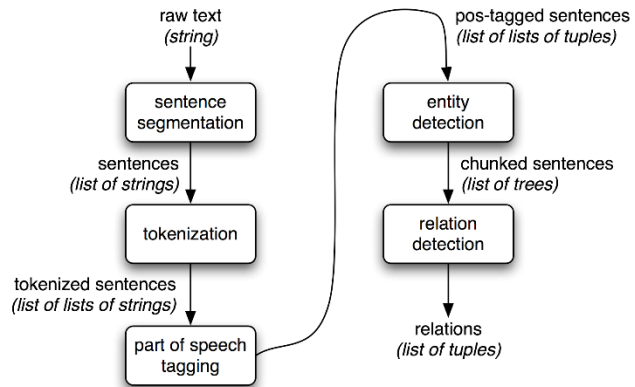 raw text
(string)
sentence
segmentation
sentences
(list of strings)
tokenization
tokenized sentences
(list of lists of strings)
part of speech
tagging
pos-tagged sentences
(list of lists of tuples)
entity
detection
chunked sentences
(list of trees)
relation
detection
relations
(list of tuples)